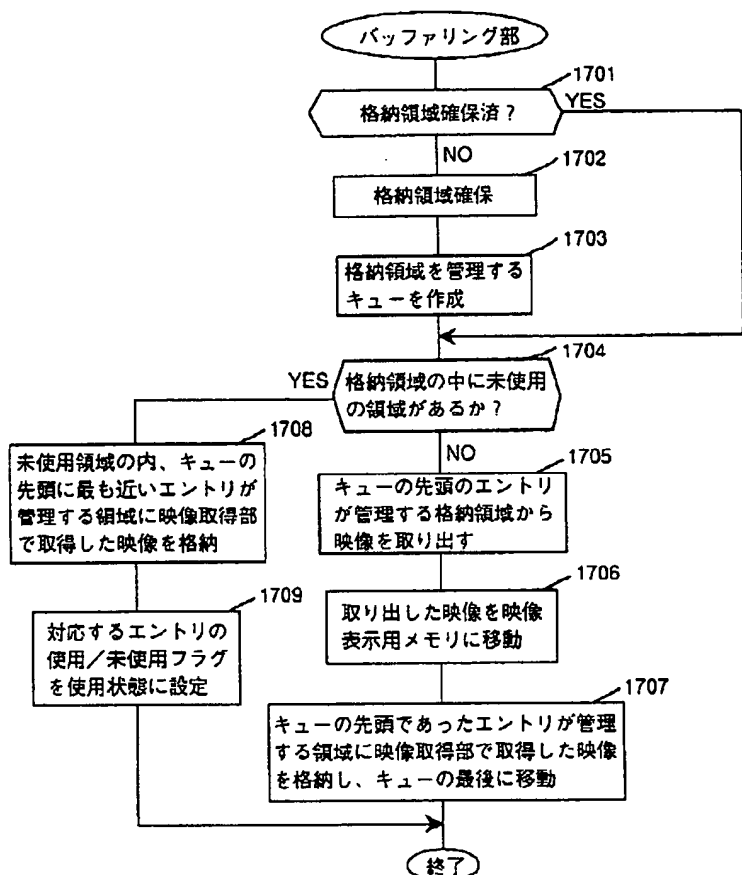 バッファリング部
1701
格納領域確保済？
YES
NO
1702
格納領域確保
1703
格納領域を管理する
キューを作成
1704
YES
格納領域の中に未使用
の領域があるか？
1708
未使用領域の内、キューの
先頭に最も近いエントリが
管理する領域に映像取得部
で取得した映像を格納
NO
1705
キューの先頭のエントリ
が管理する格納領域から
映像を取り出す
1709
対応するエントリの
使用／未使用フラグ
を使用状態に設定
1706
取り出した映像を映像
表示用メモリに移動
1707
キューの先頭であったエントリが管理
する領域に映像取得部で取得した映像
を格納し、キューの最後に移動
終了